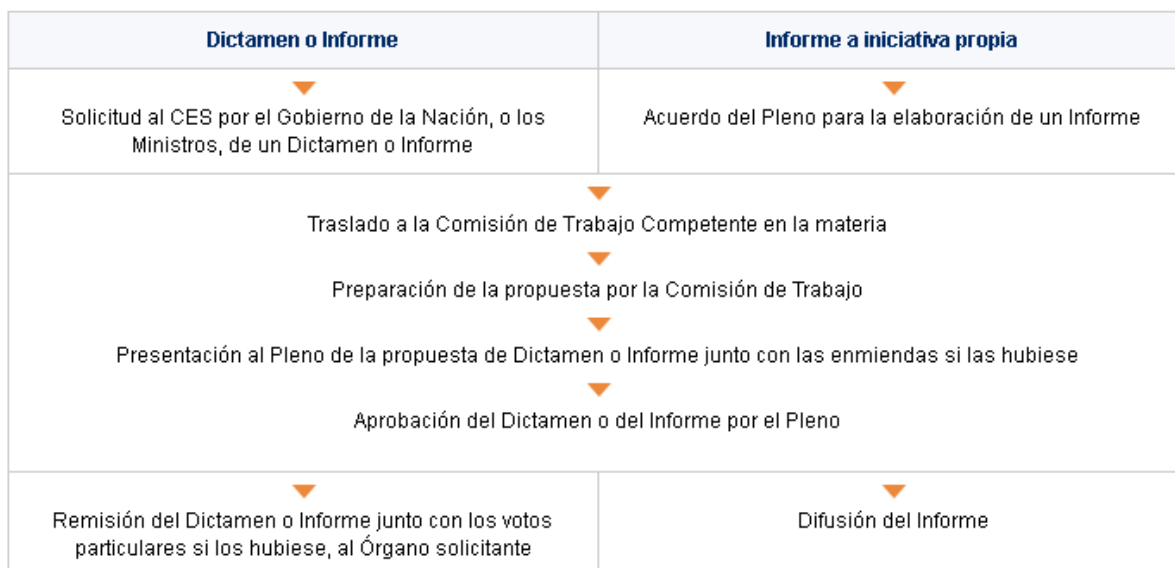 Dictamen o Informe
Informe a iniciativa propia
Solicitud al CES por el Gobierno de la Nación, o los
Ministros, de un Dictamen o Informe
Acuerdo del Pleno para la elaboración de un Informe
Traslado a la Comisión de Trabajo Competente en la materia
Preparación de la propuesta por la Comisión de Trabajo
Presentación al Pleno de la propuesta de Dictamen o Informe junto con las enmiendas si las hubiese
Aprobación del Dictamen o del Informe por el Pleno
Remisión del Dictamen o Informe junto con los votos
particulares si los hubiese, al Órgano solicitante
Difusión del Informe